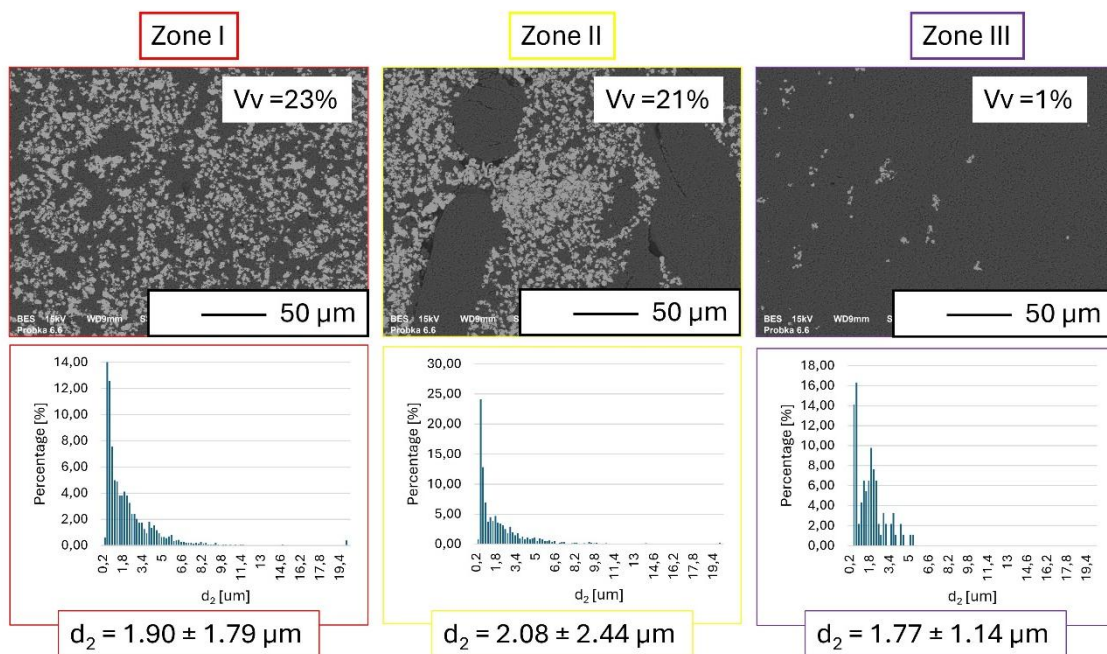 Zone I
Zone II
Zone III
Vv =23%
Vv =21%
Vv =1%
BES 15kV WD9mm S
Probka 6.6
50 µm
BES 15kV WD9mm S
Probka 6.6
50 µm
BES 15kV WD9mm S
Probka 6.6
50 µm
Percentage [%]
14,00
12,00
10,00
8,00
6,00
4,00
2,00
0,00
0,2 1,8 3,4 5 6,6 8,2 9,8 11,4 13 14,6 16,2 17,8 19,4
d₂ [um]
Percentage [%]
30,00
25,00
20,00
15,00
10,00
5,00
0,00
0,2 1,8 3,4 5 6,6 8,2 9,8 11,4 13 14,6 16,2 17,8 19,4
d₂ [um]
Percentage [%]
18,00
16,00
14,00
12,00
10,00
8,00
6,00
4,00
2,00
0,00
0,2 1,8 3,4 5 6,6 8,2 9,8 11,4 13 14,6 16,2 17,8 19,4
d₂ [um]
d₂ = 1.90 ± 1.79 µm
d₂ = 2.08 ± 2.44 µm
d₂ = 1.77 ± 1.14 µm